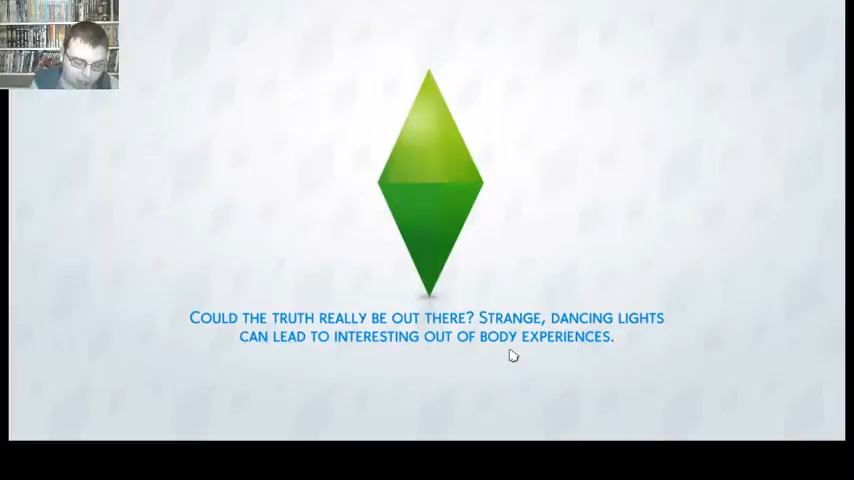 Could the truth really be out there? Strange, dancing lights
can lead to interesting out of body experiences.